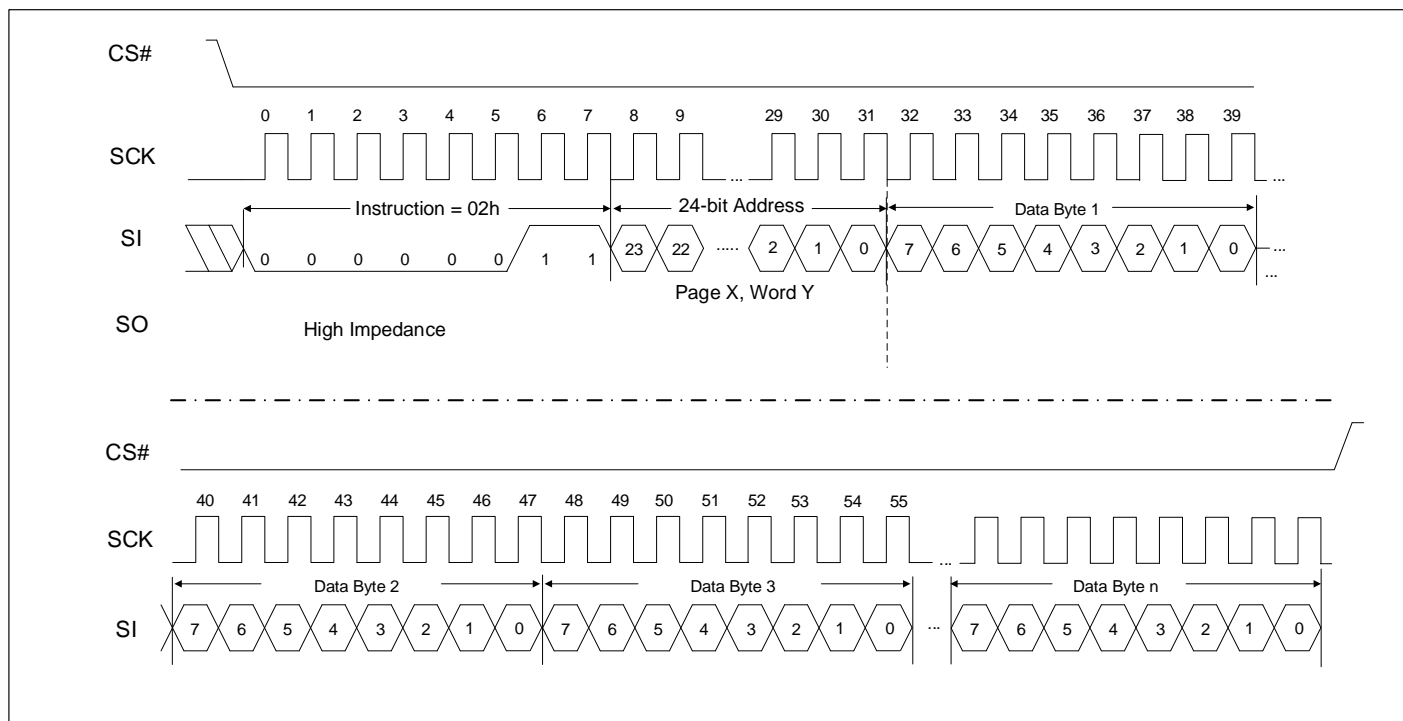 CS#
0 1 2 3 4 5 6 7 8 9 29 30 31 32 33 34 35 36 37 38 39
SCK
... ...
Instruction = 02h 24-bit Address Data Byte 1
SI 0 0 0 0 0 0 1 1 23 22 ..... 2 1 0 7 6 5 4 3 2 1 0 ...
...
Page X, Word Y
SO High Impedance
CS#
40 41 42 43 44 45 46 47 48 49 50 51 52 53 54 55
SCK
... ...
Data Byte 2 Data Byte 3 Data Byte n
SI 7 6 5 4 3 2 1 0 7 6 5 4 3 2 1 0 ... 7 6 5 4 3 2 1 0